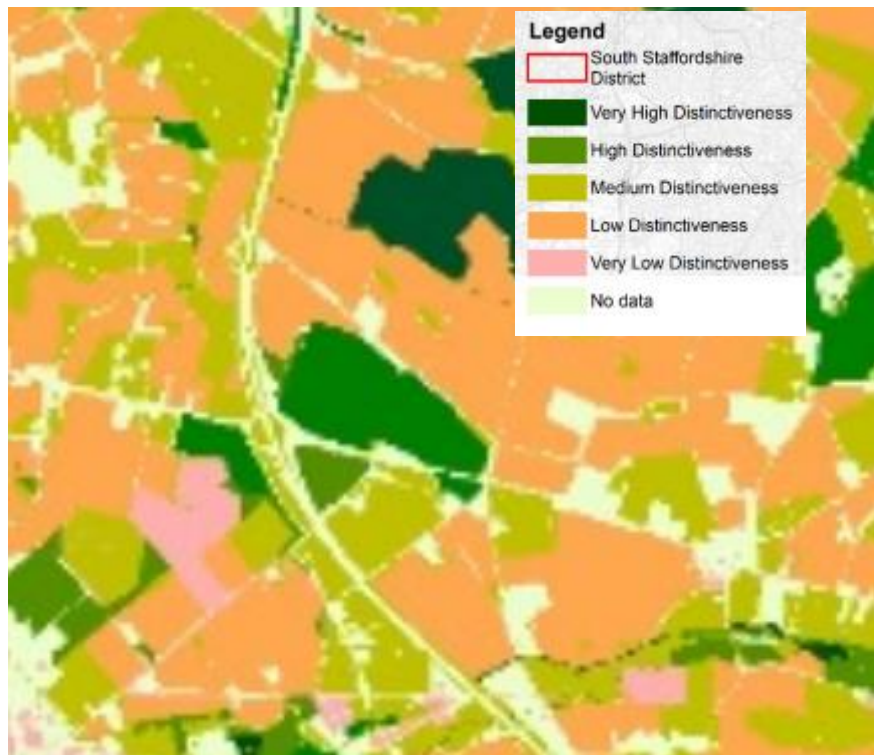 Legend
South Staffordshire
District
Very High Distinctiveness
High Distinctiveness
Medium Distinctiveness
Low Distinctiveness
Very Low Distinctiveness
No data